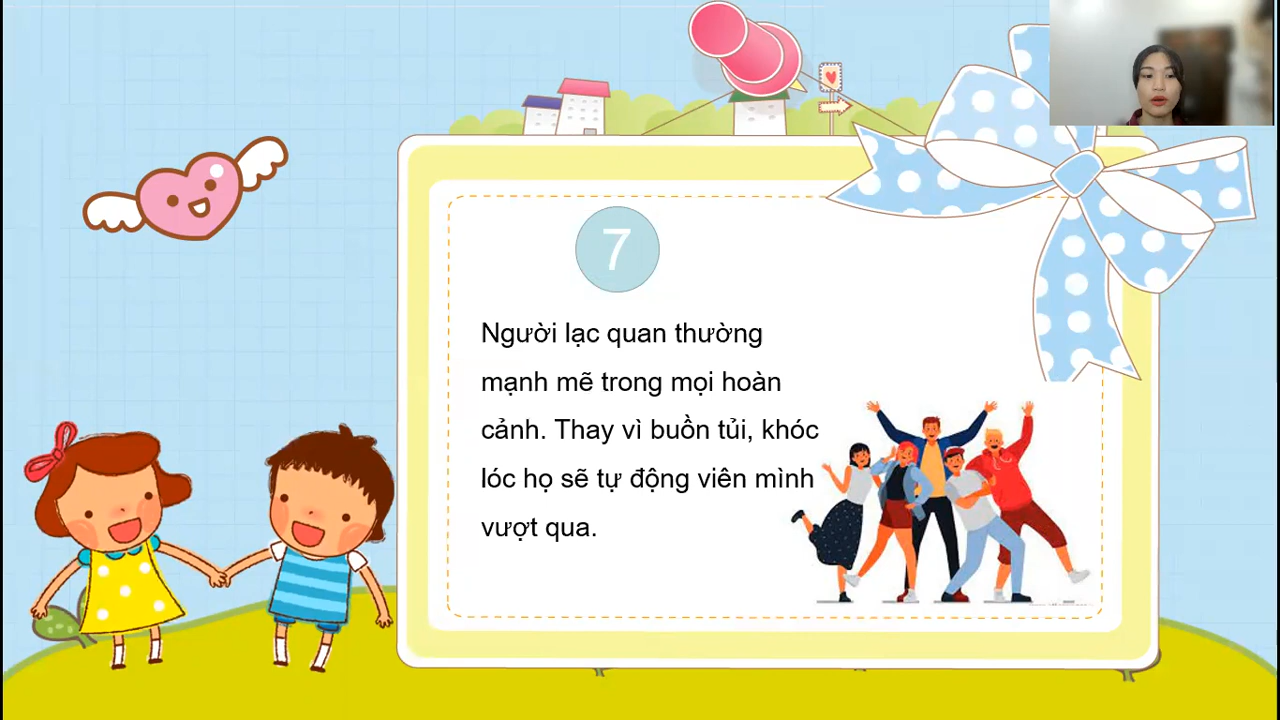 7
Người lạc quan thường
mạnh mẽ trong mọi hoàn
cảnh. Thay vì buồn tủi, khóc
lóc họ sẽ tự động viên mình
vượt qua.